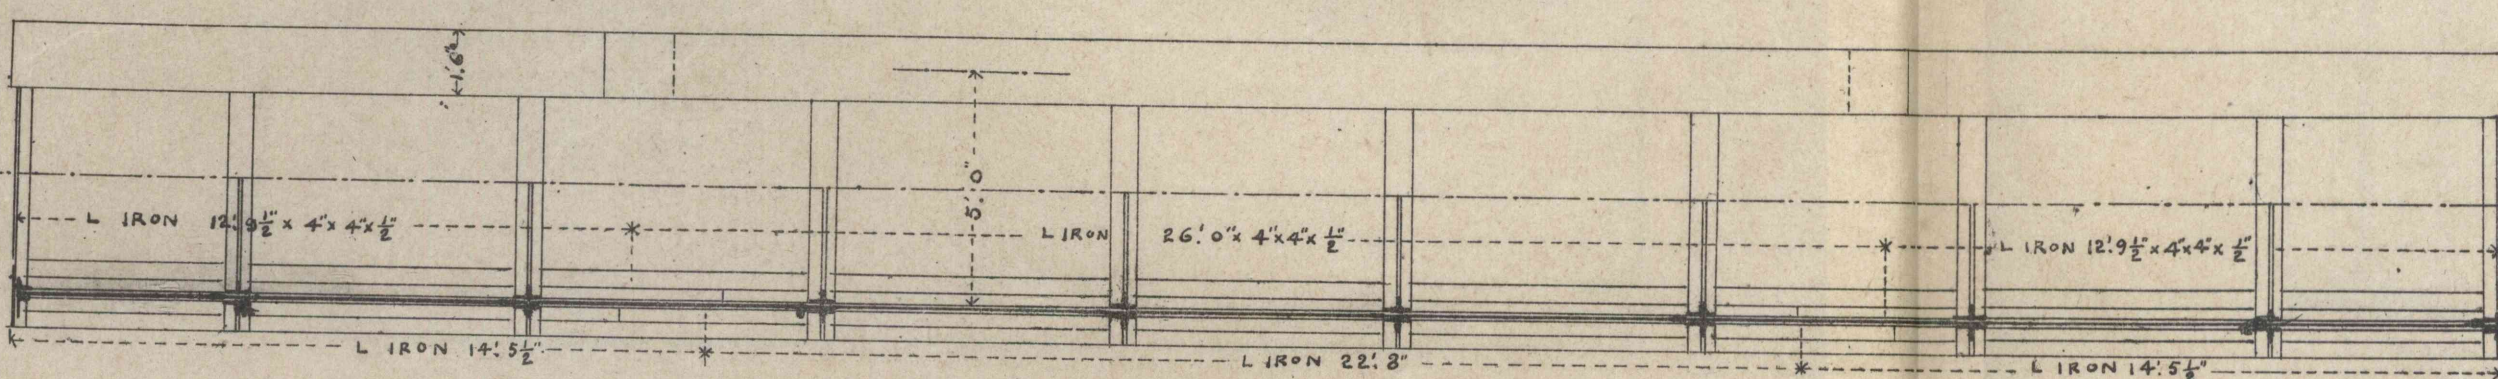 1'.6"
5'.0"
L IRON 12'.9½" x 4" x 4" x ½"
L IRON 26'.0" x 4" x 4" x ½"
L IRON 12'.9½" x 4" x 4" x ½"
L IRON 14'.5½"
L IRON 22'.8"
L IRON 14'.5½"